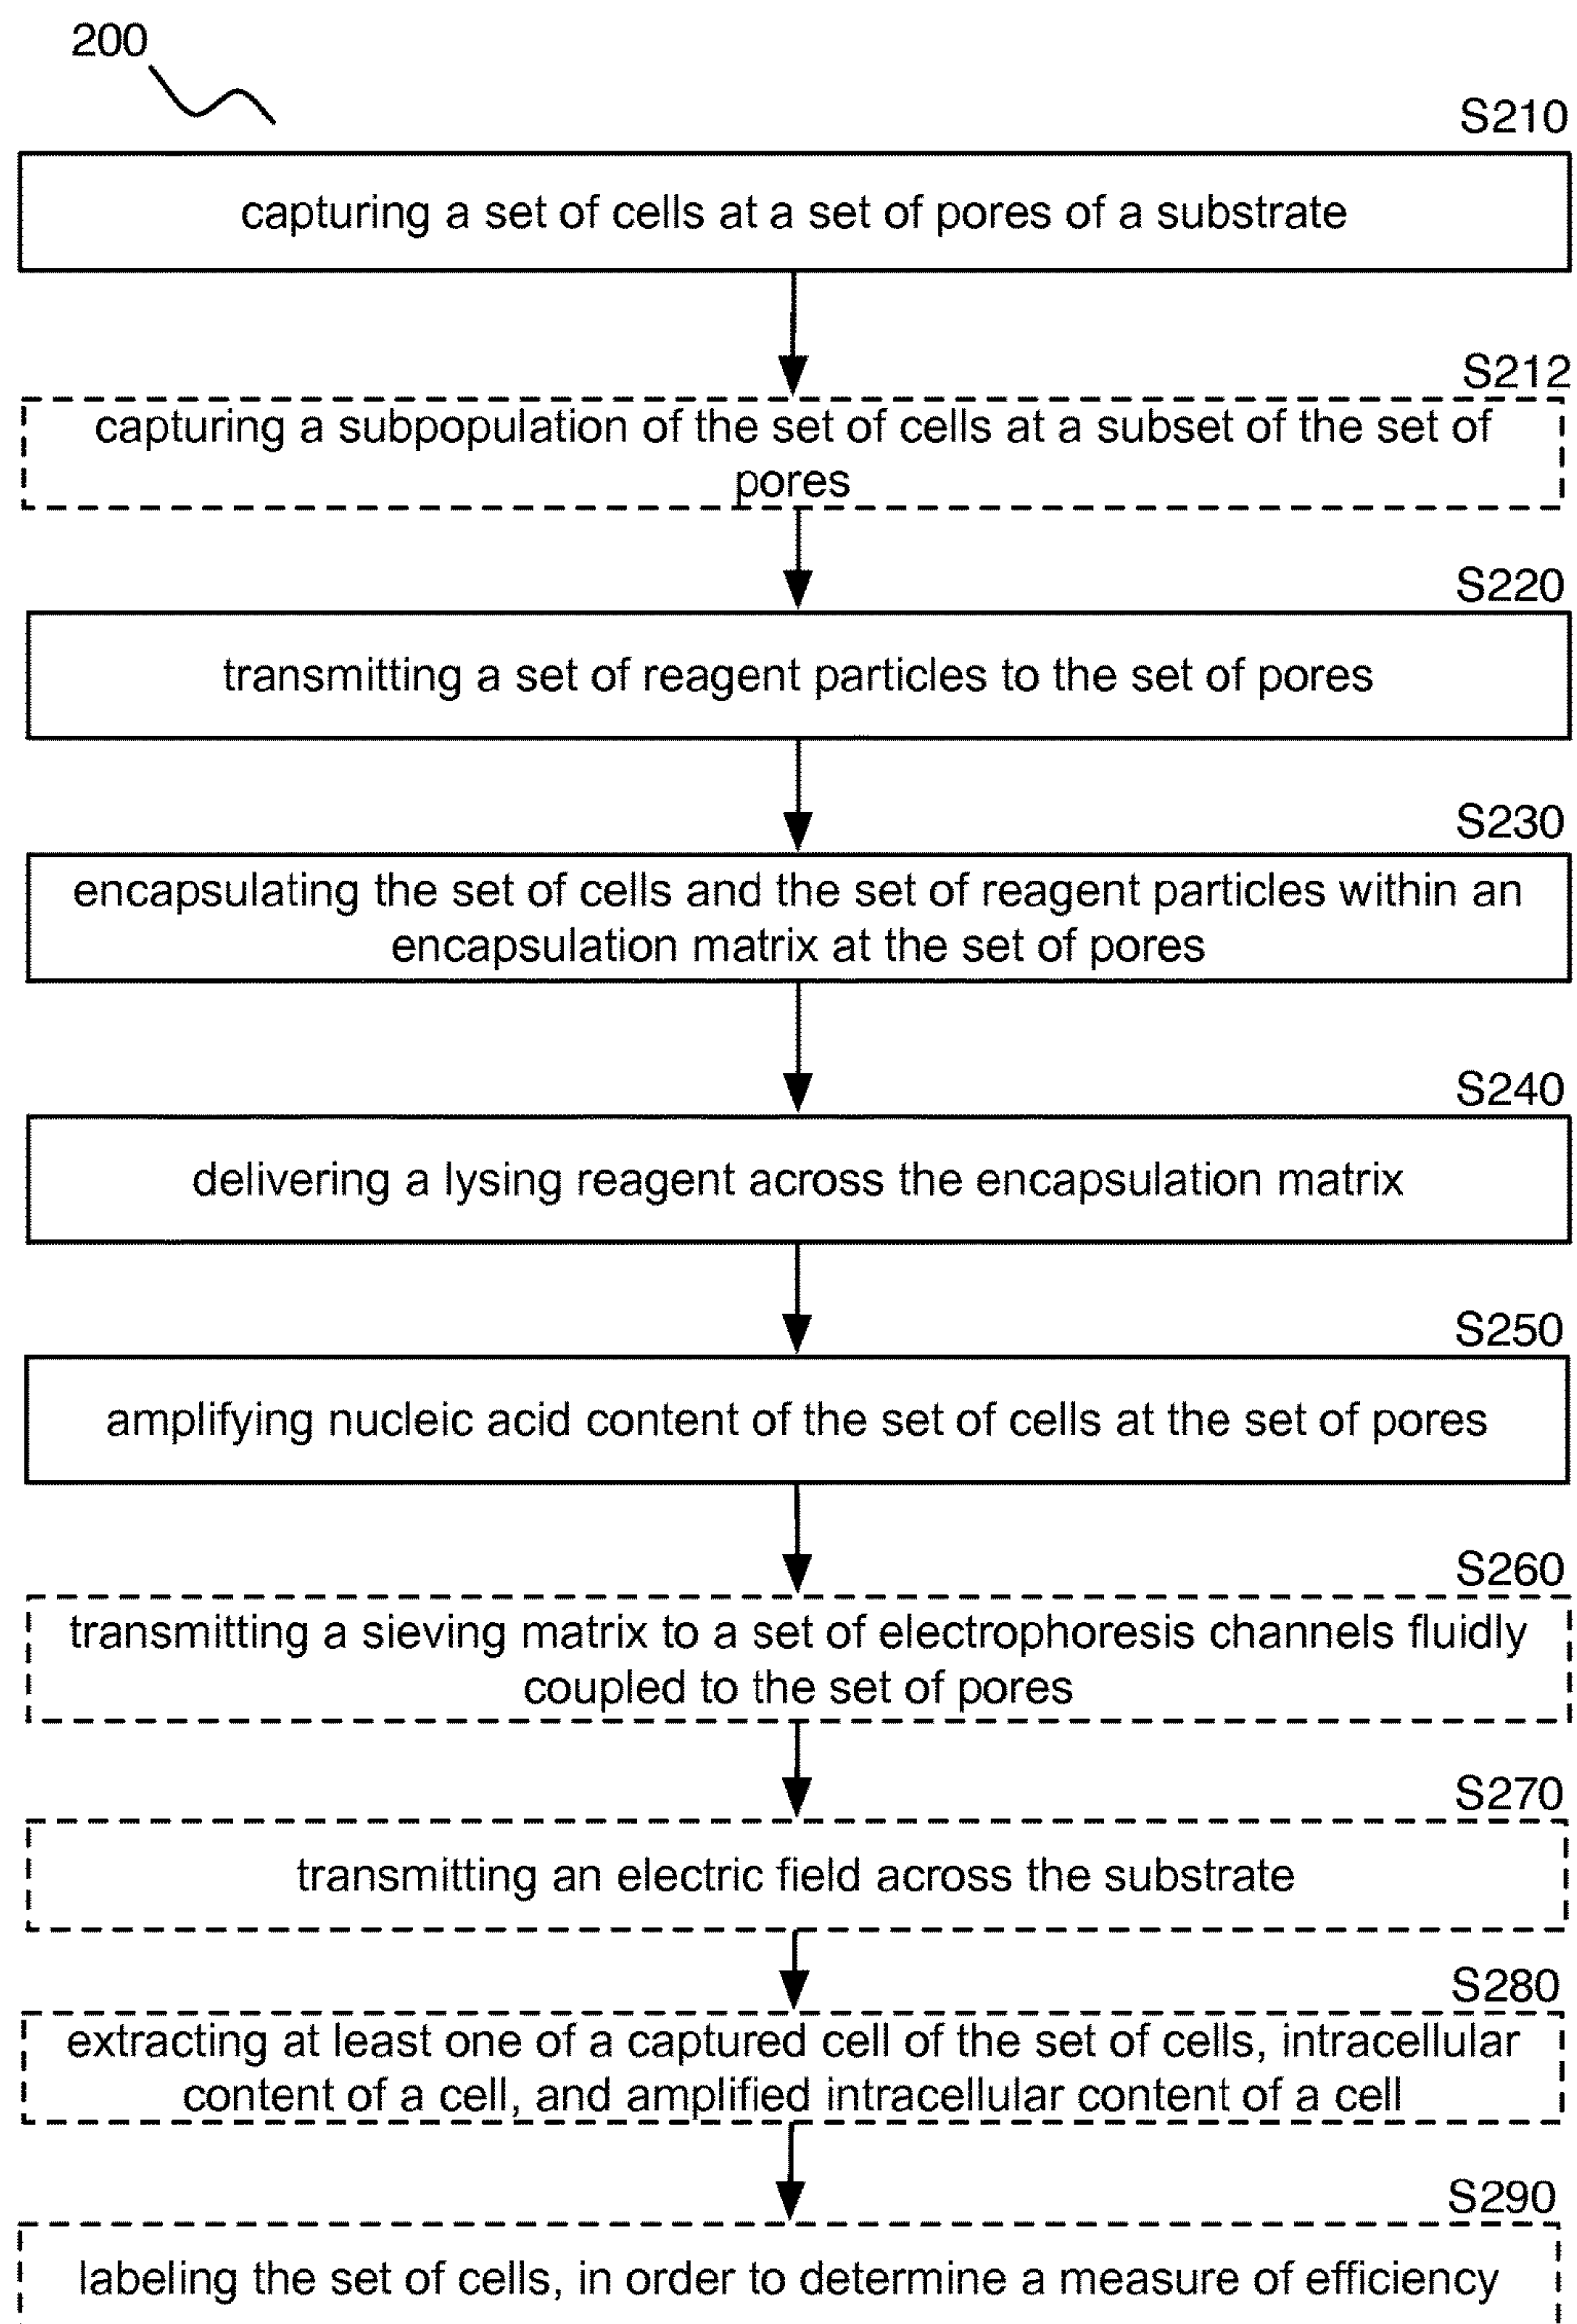 200
S210
capturing a set of cells at a set of pores of a substrate
S212
capturing a subpopulation of the set of cells at a subset of the set of
pores
S220
transmitting a set of reagent particles to the set of pores
S230
encapsulating the set of cells and the set of reagent particles within an
encapsulation matrix at the set of pores
S240
delivering a lysing reagent across the encapsulation matrix
S250
amplifying nucleic acid content of the set of cells at the set of pores
S260
transmitting a sieving matrix to a set of electrophoresis channels fluidly
coupled to the set of pores
S270
transmitting an electric field across the substrate
S280
extracting at least one of a captured cell of the set of cells, intracellular
content of a cell, and amplified intracellular content of a cell
S290
labeling the set of cells, in order to determine a measure of efficiency